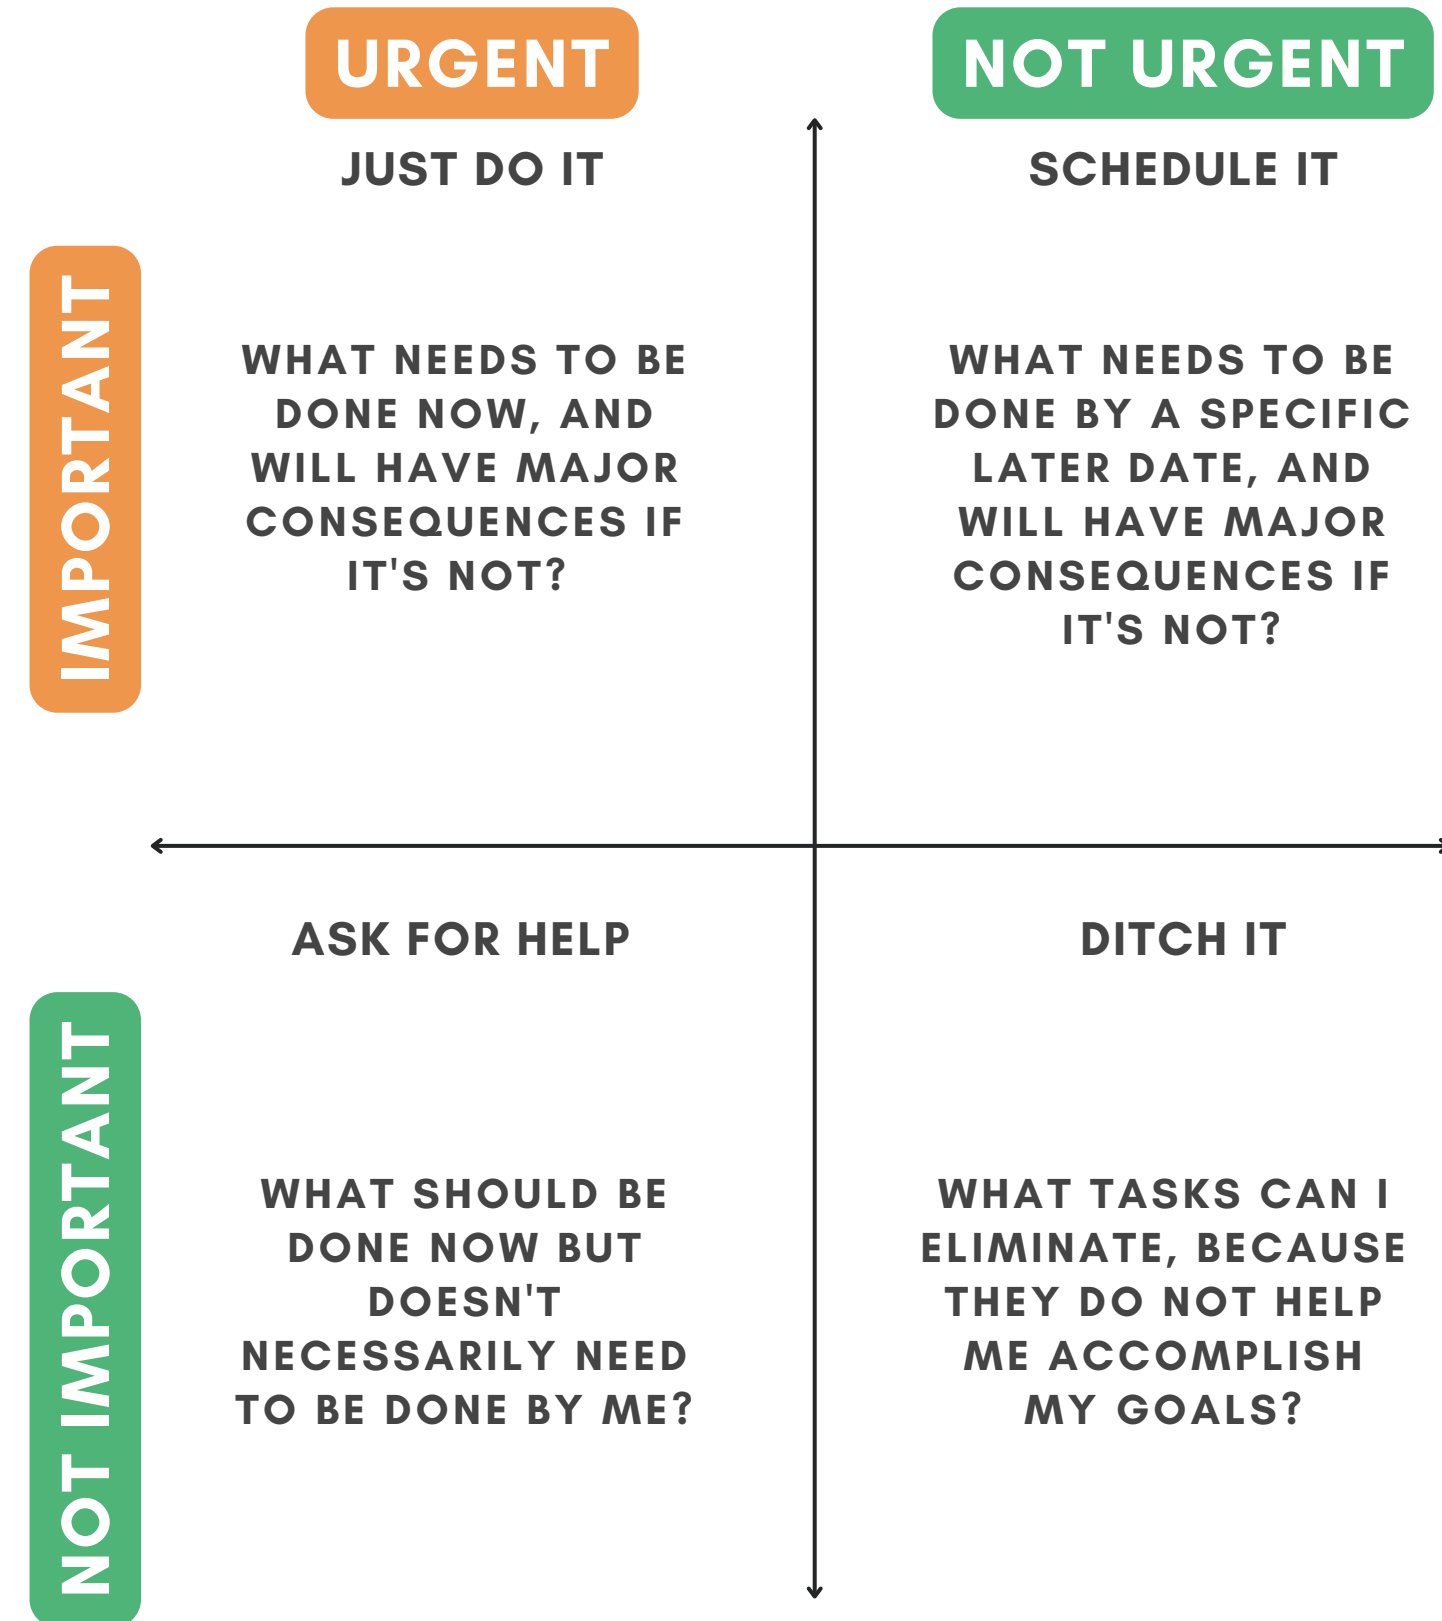 URGENT
NOT URGENT
JUST DO IT
SCHEDULE IT
IMPORTANT
WHAT NEEDS TO BE
DONE NOW, AND
WILL HAVE MAJOR
CONSEQUENCES IF
IT'S NOT?
WHAT NEEDS TO BE
DONE BY A SPECIFIC
LATER DATE, AND
WILL HAVE MAJOR
CONSEQUENCES IF
IT'S NOT?
ASK FOR HELP
DITCH IT
NOT IMPORTANT
WHAT SHOULD BE
DONE NOW BUT
DOESN'T
NECESSARILY NEED
TO BE DONE BY ME?
WHAT TASKS CAN I
ELIMINATE, BECAUSE
THEY DO NOT HELP
ME ACCOMPLISH
MY GOALS?